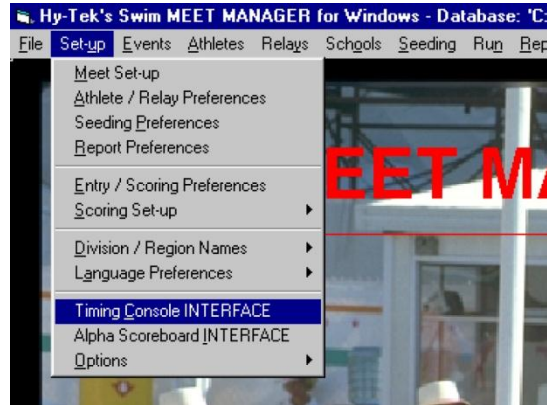 Hy-Tek's Swim MEET MANAGER for Windows - Database: 'C:
File Set-up Events Athletes Relays Schools Seeding Run Rep
Meet Set-up
Athlete / Relay Preferences
Seeding Preferences
Report Preferences
Entry / Scoring Preferences
Scoring Set-up
Division / Region Names
Language Preferences
Timing Console INTERFACE
Alpha Scoreboard INTERFACE
Options
EET MA